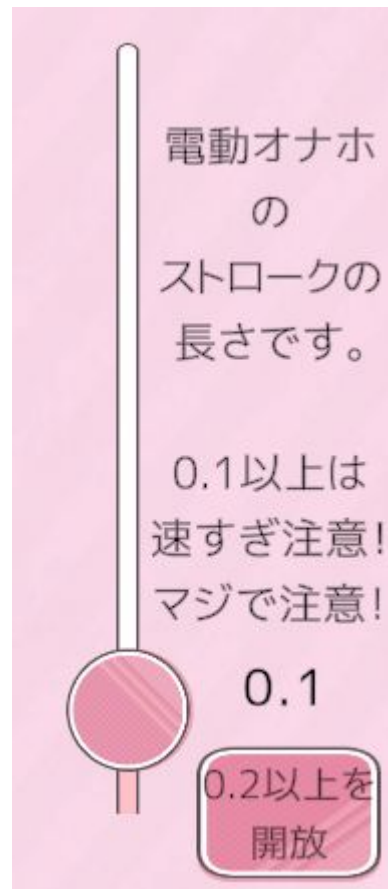 電動オナホ
の
ストロークの
長さです。
0.1以上は
速すぎ注意!
マジで注意!
0.1
0.2以上を
開放